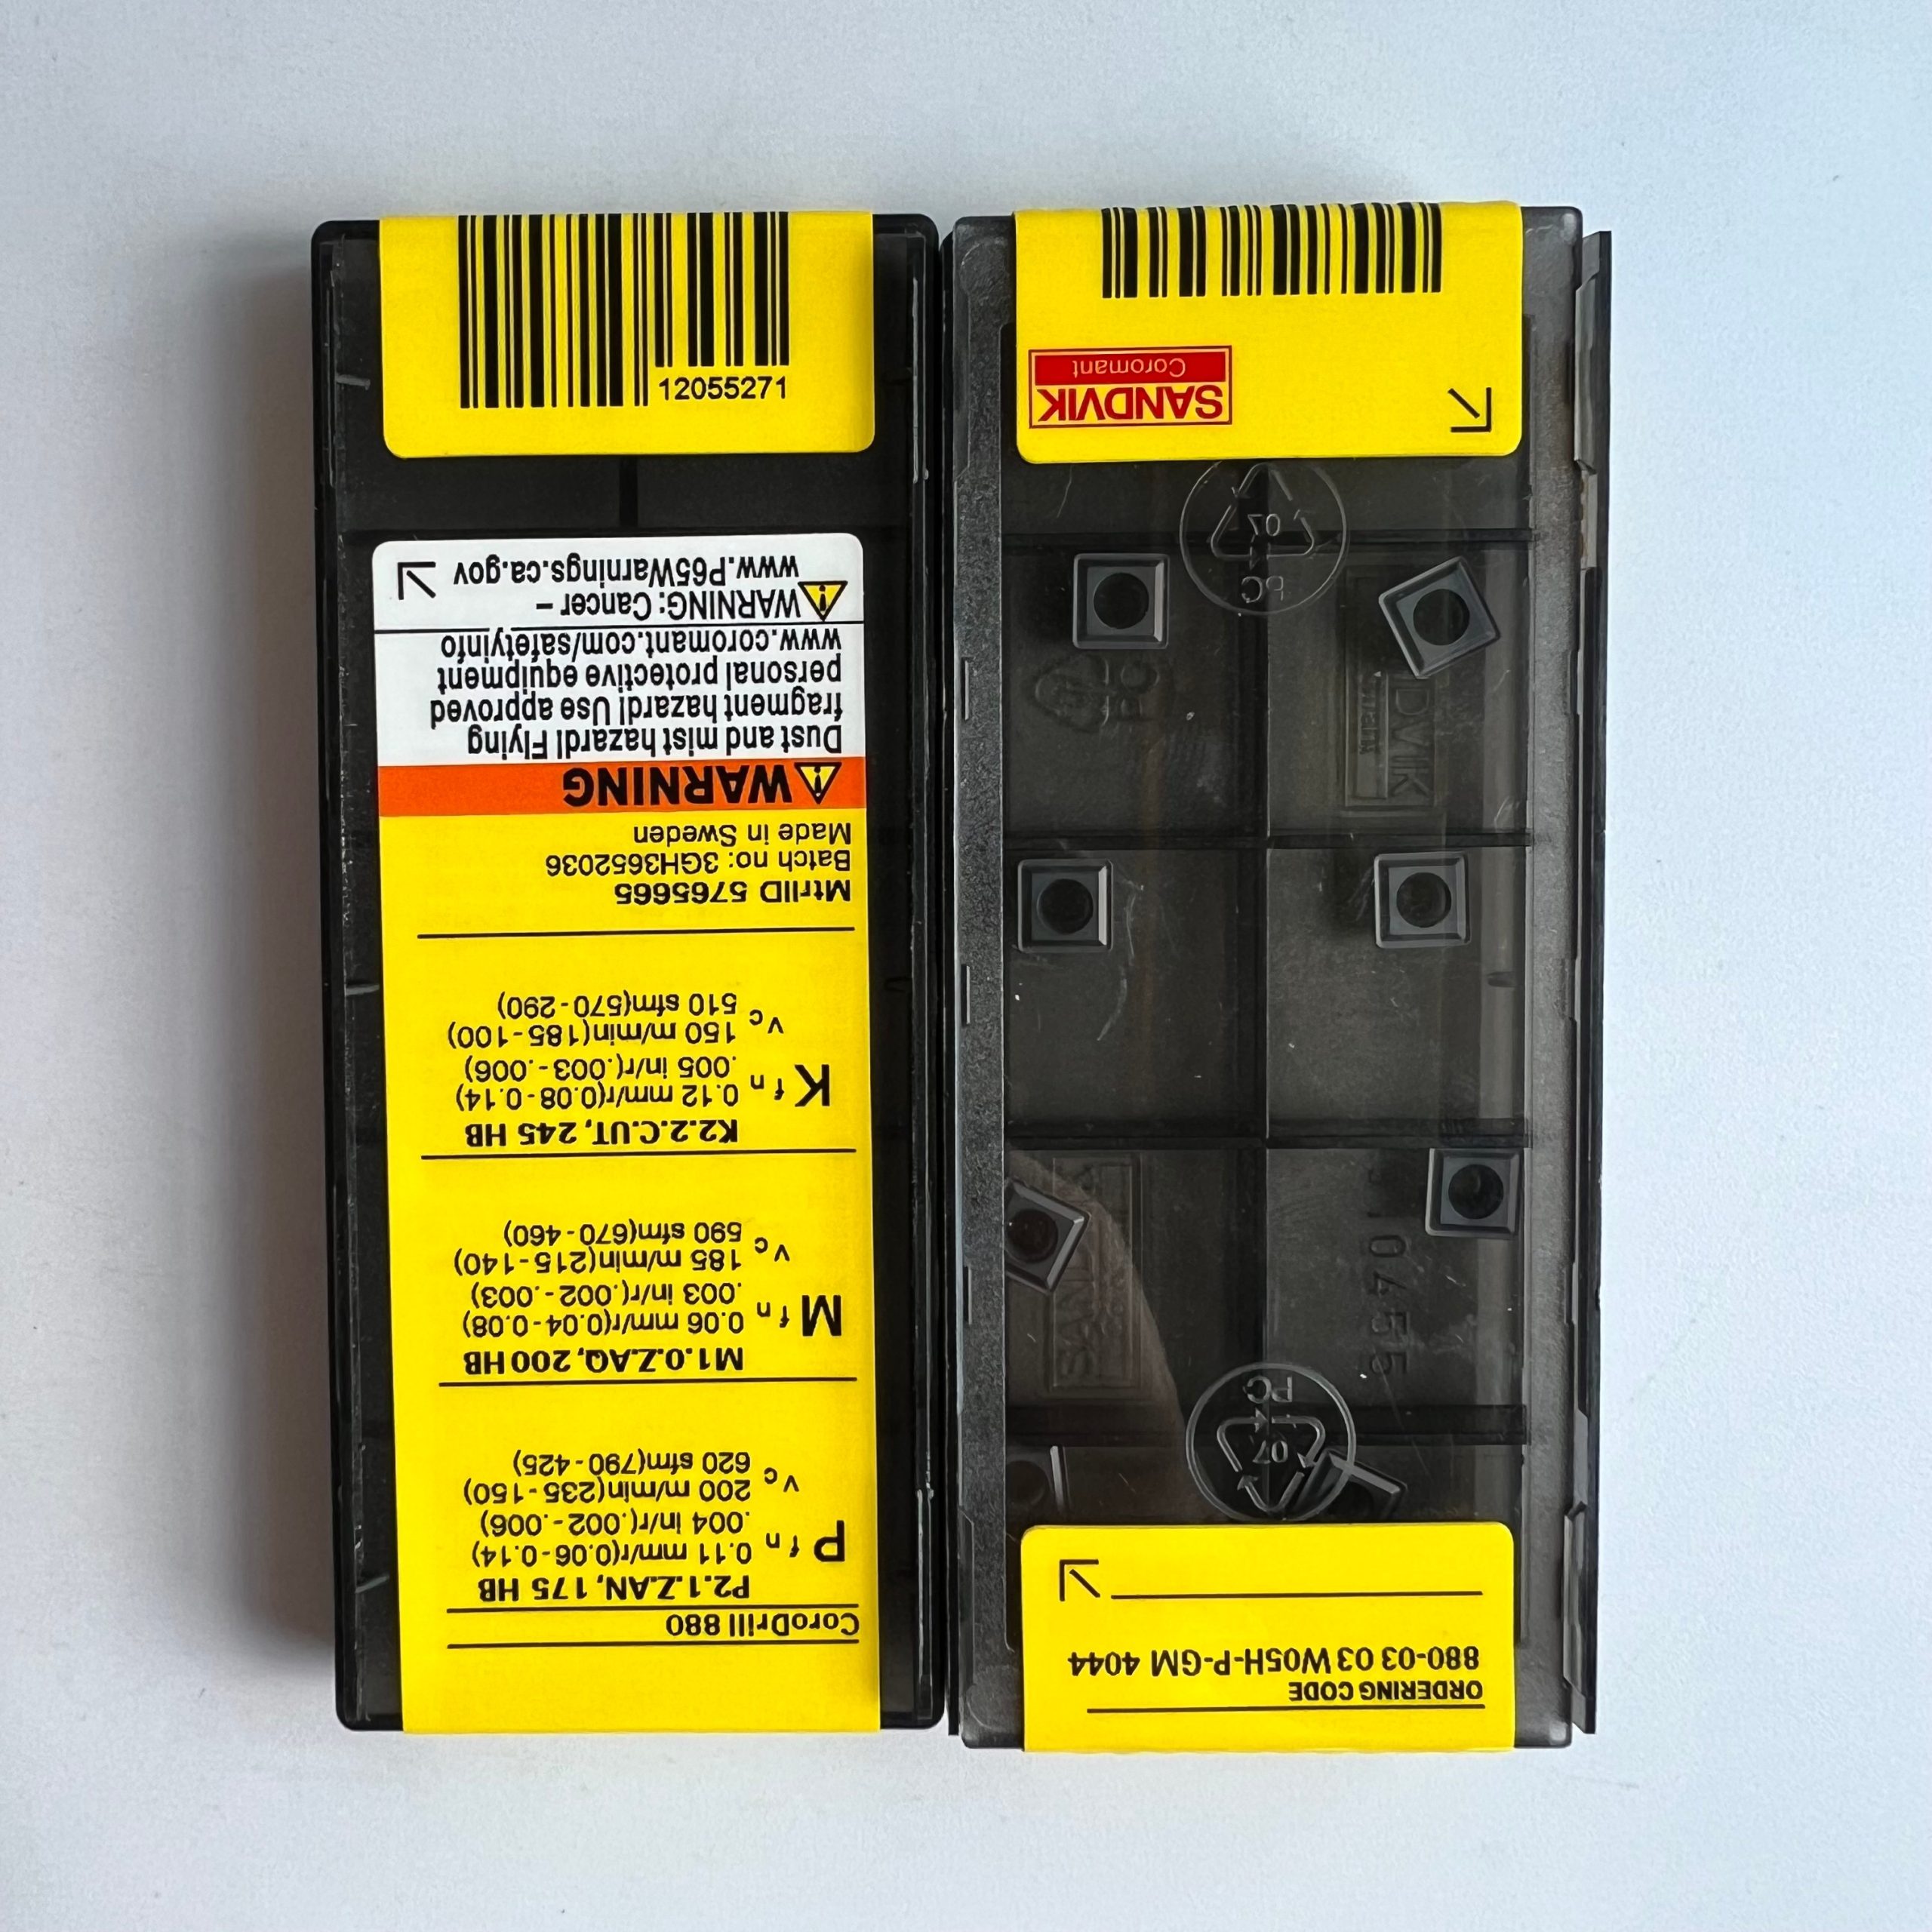 CoroDrill 880
P2.1.Z.AN, 175 HB
P fn 0.11 mm/r(0.06-0.14)
.004 in/r(.002-.006)
vc 200 m/min(235-150)
620 sfm(790-425)
M1.0.Z.AQ, 200 HB
M fn 0.06 mm/r(0.04-0.08)
.003 in/r(.002-.003)
vc 185 m/min(215-140)
590 sfm(670-460)
K2.2.C.UT, 245 HB
K fn 0.12 mm/r(0.08-0.14)
.005 in/r(.003-.006)
vc 150 m/min(185-100)
510 sfm(570-290)
MtrlID 5765665
Batch no: 3GH3652036
Made in Sweden
WARNING
Dust and mist hazard! Flying
fragment hazard! Use approved
personal protective equipment
www.coromant.com/safetyinfo
WARNING: Cancer –
www.P65Warnings.ca.gov
12055271
ORDERING CODE
880-03 03 W05H-P-GM 4044
PC
07
0455
SANDVIK
PC
07
SANDVIK
Coromant